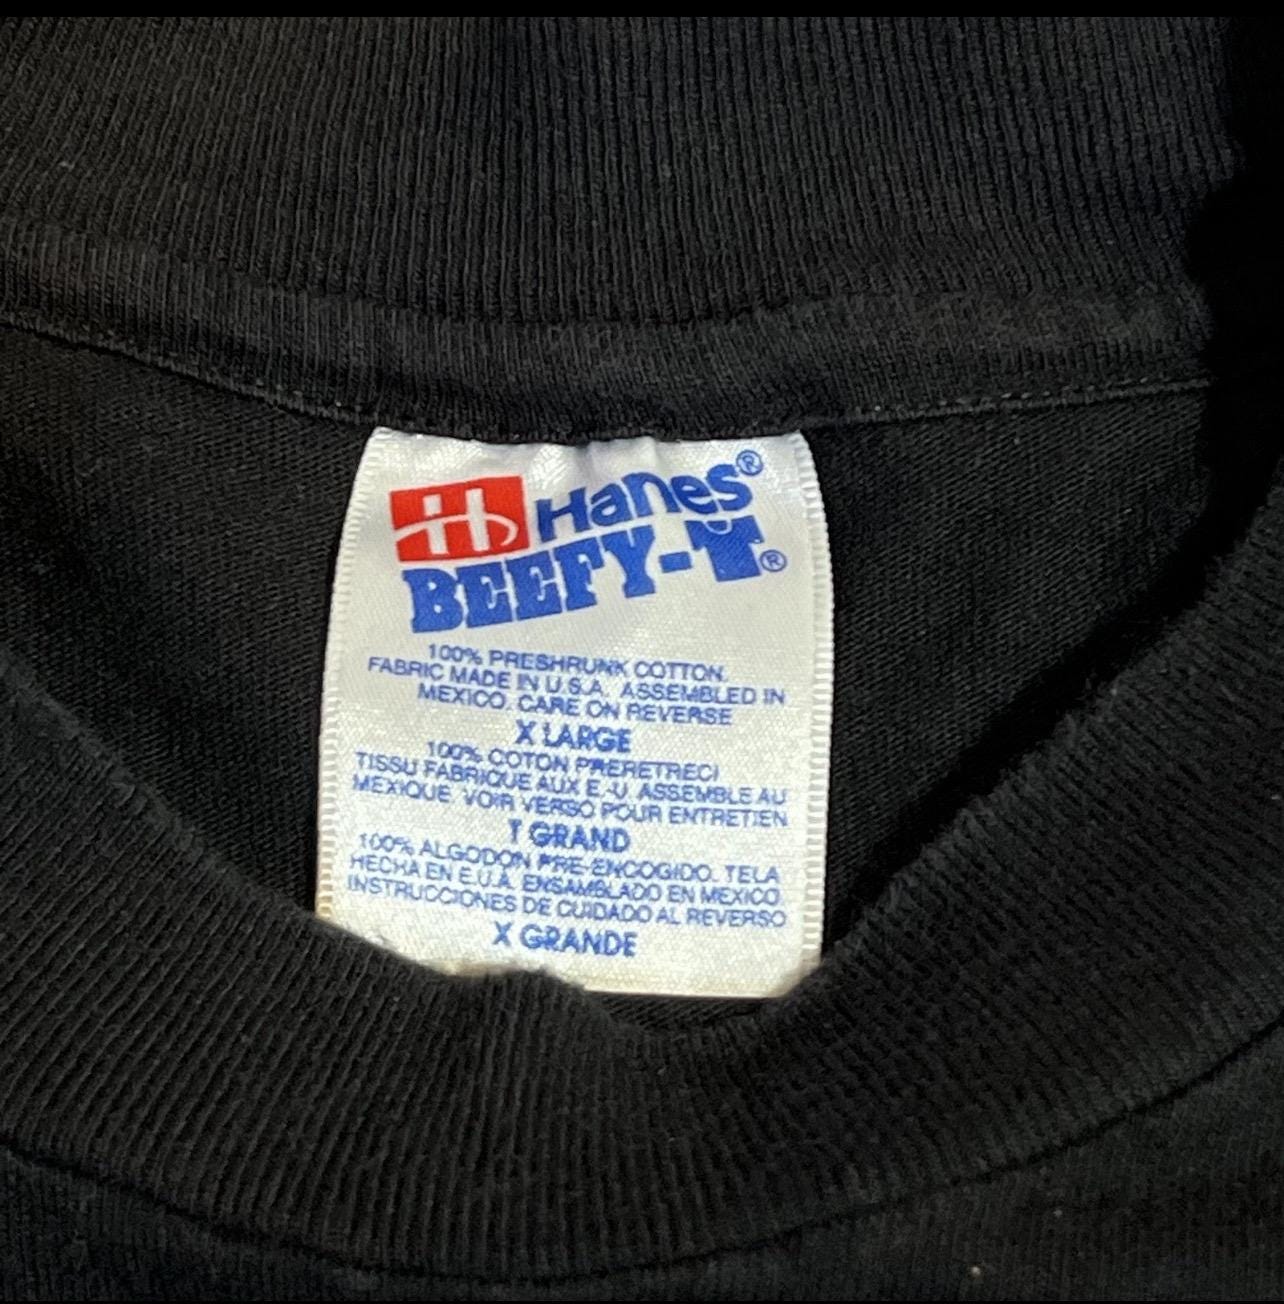 H Hanes®
BEEFY-T®
100% PRESHRUNK COTTON.
FABRIC MADE IN U.S.A. ASSEMBLED IN
MEXICO. CARE ON REVERSE
X LARGE
100% COTON PRERETRECI
TISSU FABRIQUE AUX E.-U. ASSEMBLE AU
MEXIQUE. VOIR VERSO POUR ENTRETIEN
T GRAND
100% ALGODON PRE-ENCOGIDO. TELA
HECHA EN E.U.A. ENSAMBLADO EN MEXICO.
INSTRUCCIONES DE CUIDADO AL REVERSO
X GRANDE